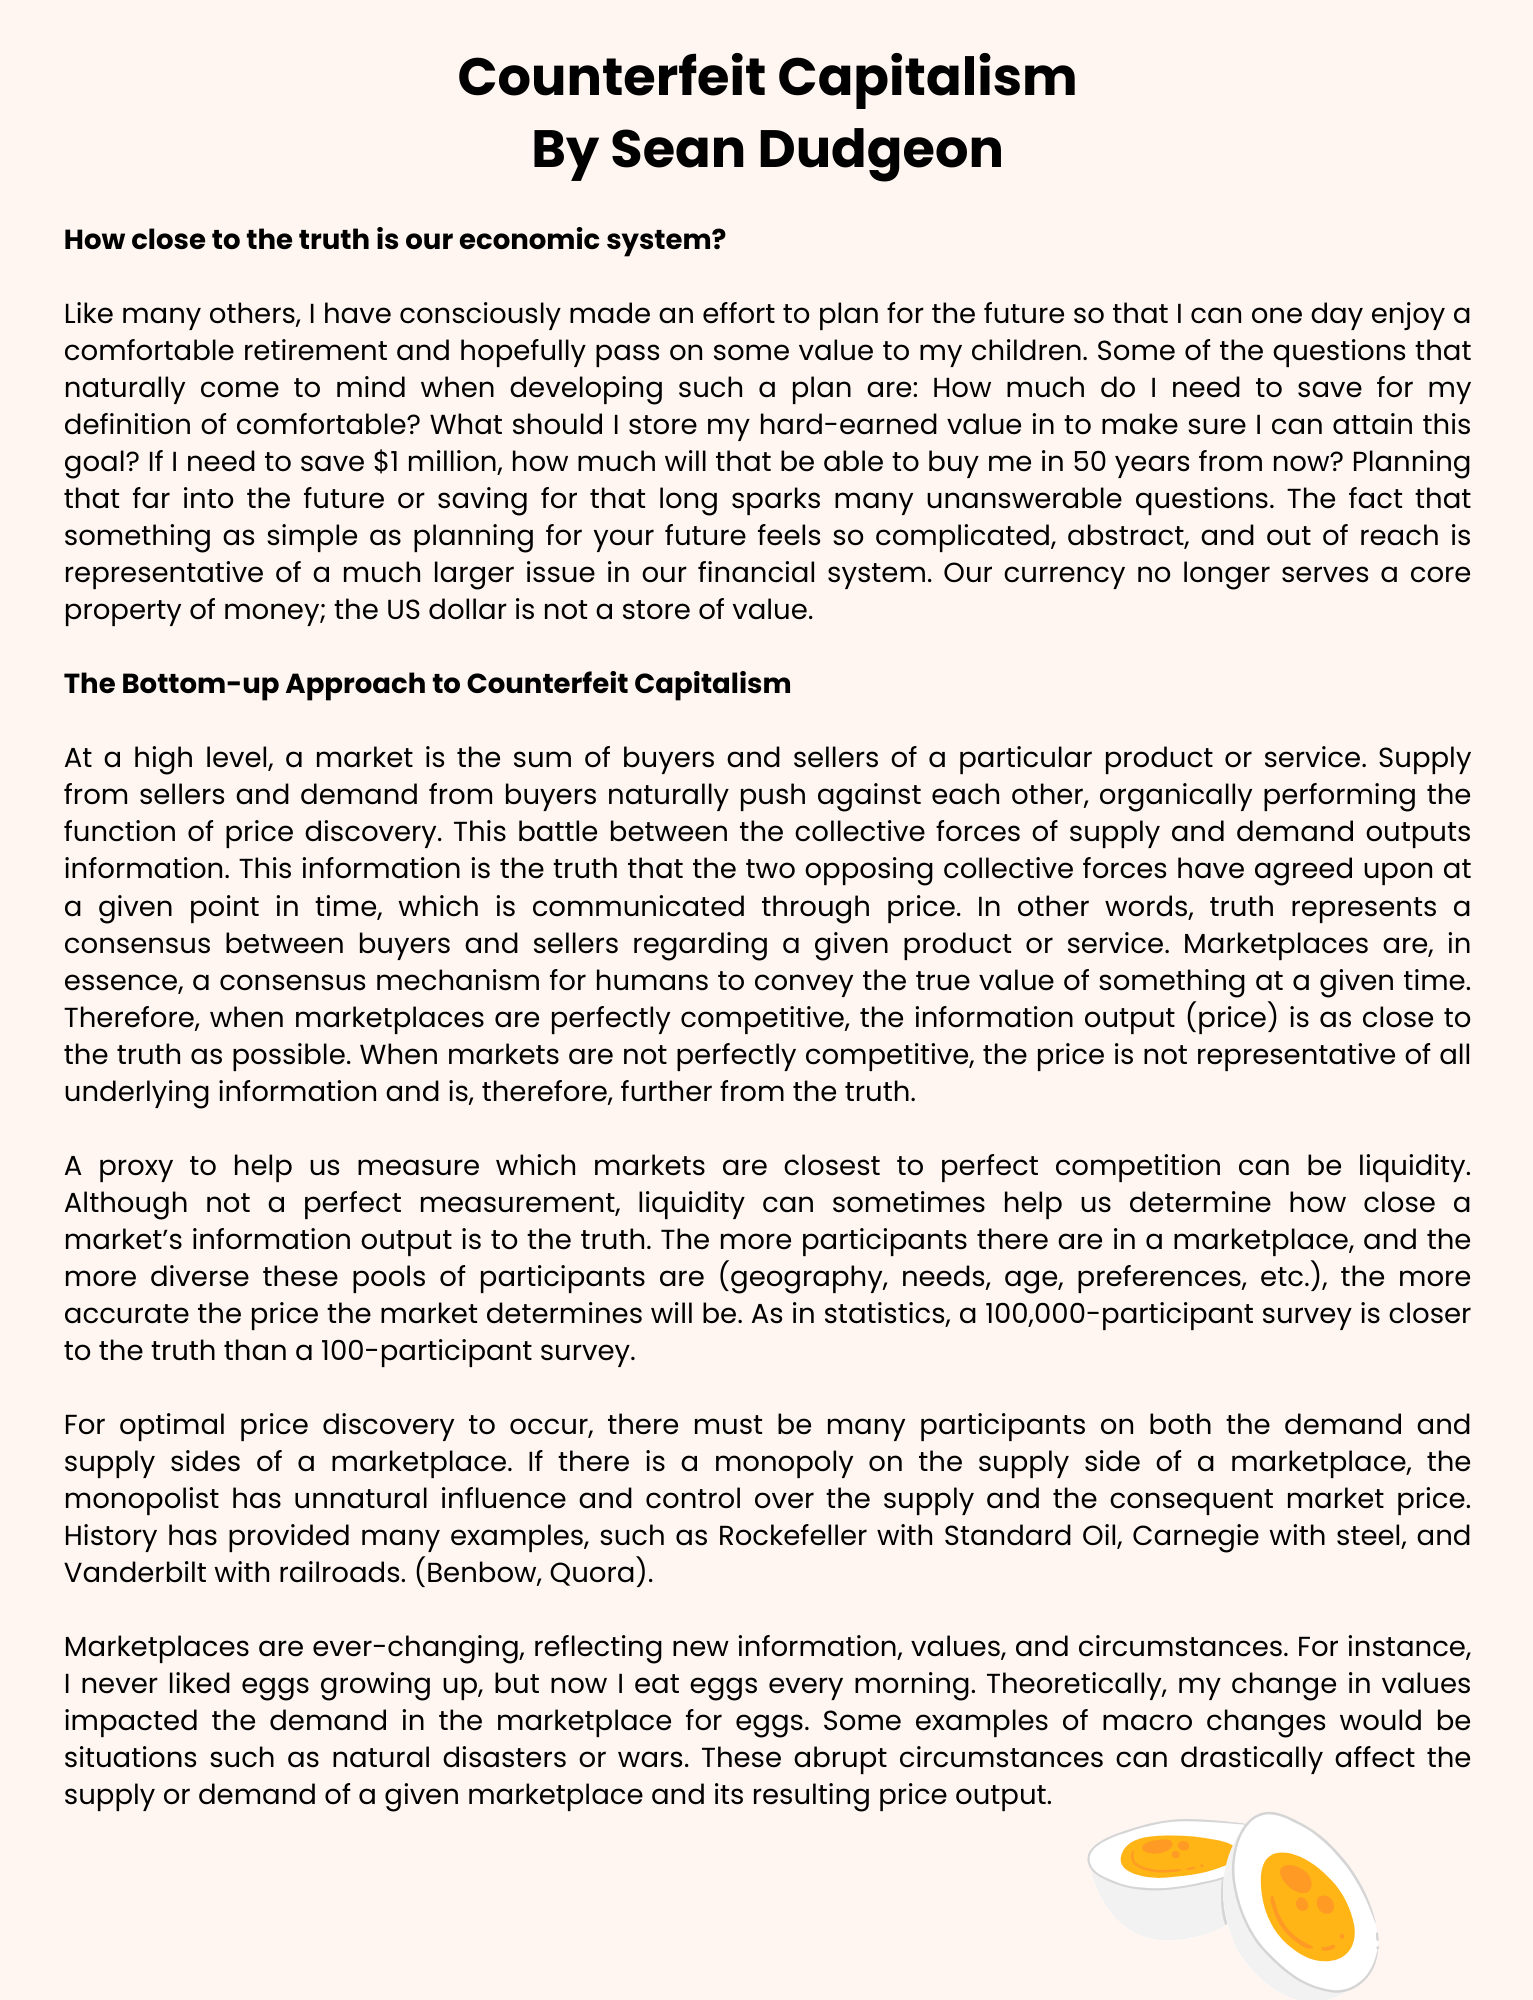 Counterfeit Capitalism
By Sean Dudgeon
How close to the truth is our economic system?
Like many others, I have consciously made an effort to plan for the future so that I can one day enjoy a
comfortable retirement and hopefully pass on some value to my children. Some of the questions that
naturally come to mind when developing such a plan are: How much do I need to save for my
definition of comfortable? What should I store my hard-earned value in to make sure I can attain this
goal? If I need to save $1 million, how much will that be able to buy me in 50 years from now? Planning
that far into the future or saving for that long sparks many unanswerable questions. The fact that
something as simple as planning for your future feels so complicated, abstract, and out of reach is
representative of a much larger issue in our financial system. Our currency no longer serves a core
property of money; the US dollar is not a store of value.
The Bottom-up Approach to Counterfeit Capitalism
At a high level, a market is the sum of buyers and sellers of a particular product or service. Supply
from sellers and demand from buyers naturally push against each other, organically performing the
function of price discovery. This battle between the collective forces of supply and demand outputs
information. This information is the truth that the two opposing collective forces have agreed upon at
a given point in time, which is communicated through price. In other words, truth represents a
consensus between buyers and sellers regarding a given product or service. Marketplaces are, in
essence, a consensus mechanism for humans to convey the true value of something at a given time.
Therefore, when marketplaces are perfectly competitive, the information output (price) is as close to
the truth as possible. When markets are not perfectly competitive, the price is not representative of all
underlying information and is, therefore, further from the truth.
A proxy to help us measure which markets are closest to perfect competition can be liquidity.
Although not a perfect measurement, liquidity can sometimes help us determine how close a
market’s information output is to the truth. The more participants there are in a marketplace, and the
more diverse these pools of participants are (geography, needs, age, preferences, etc.), the more
accurate the price the market determines will be. As in statistics, a 100,000-participant survey is closer
to the truth than a 100-participant survey.
For optimal price discovery to occur, there must be many participants on both the demand and
supply sides of a marketplace. If there is a monopoly on the supply side of a marketplace, the
monopolist has unnatural influence and control over the supply and the consequent market price.
History has provided many examples, such as Rockefeller with Standard Oil, Carnegie with steel, and
Vanderbilt with railroads. (Benbow, Quora).
Marketplaces are ever-changing, reflecting new information, values, and circumstances. For instance,
I never liked eggs growing up, but now I eat eggs every morning. Theoretically, my change in values
impacted the demand in the marketplace for eggs. Some examples of macro changes would be
situations such as natural disasters or wars. These abrupt circumstances can drastically affect the
supply or demand of a given marketplace and its resulting price output.